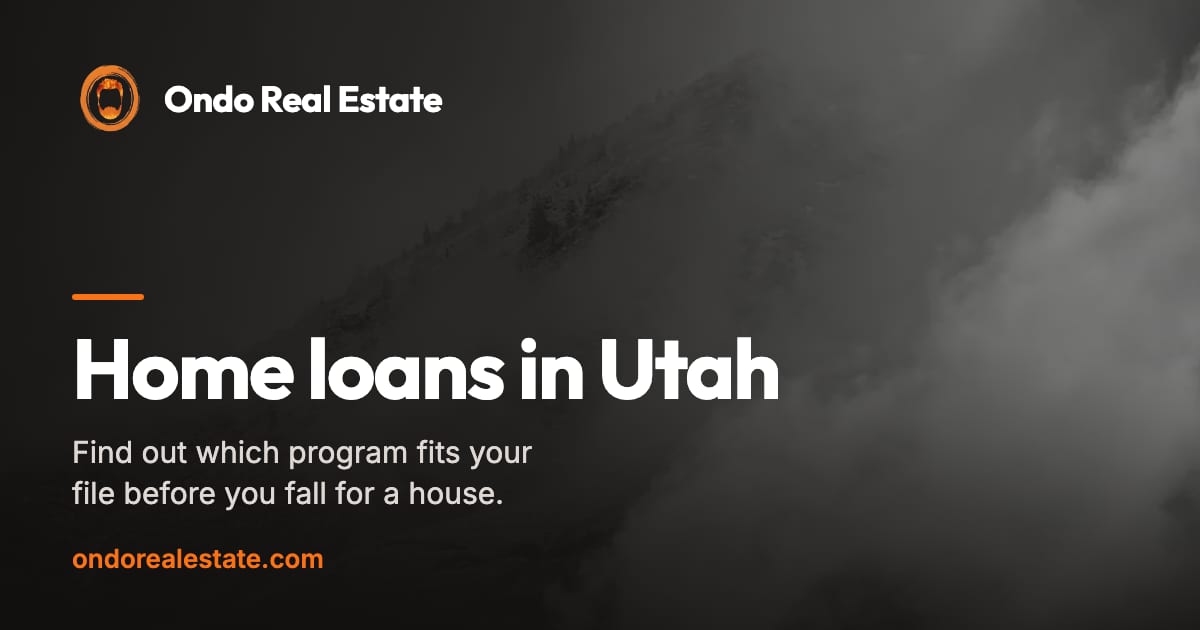 Ondo Real Estate
Home loans in Utah
Find out which program fits your
file before you fall for a house.
ondorealestate.com